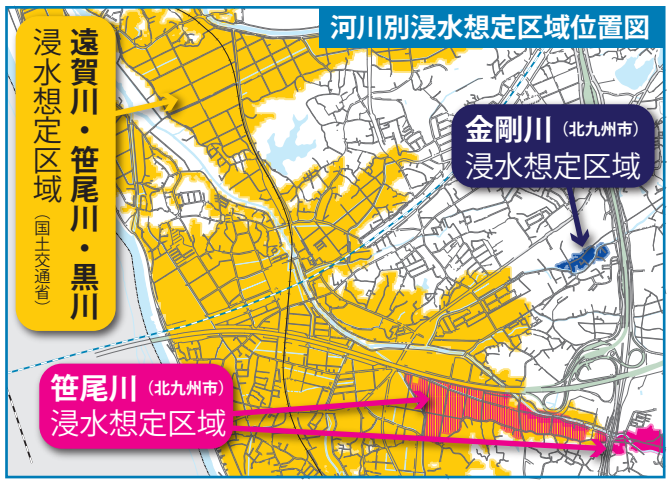 河川別浸水想定区域位置図
遠賀川・笹尾川・黒川
浸水想定区域（国土交通省）
金剛川（北九州市）
浸水想定区域
笹尾川（北九州市）
浸水想定区域